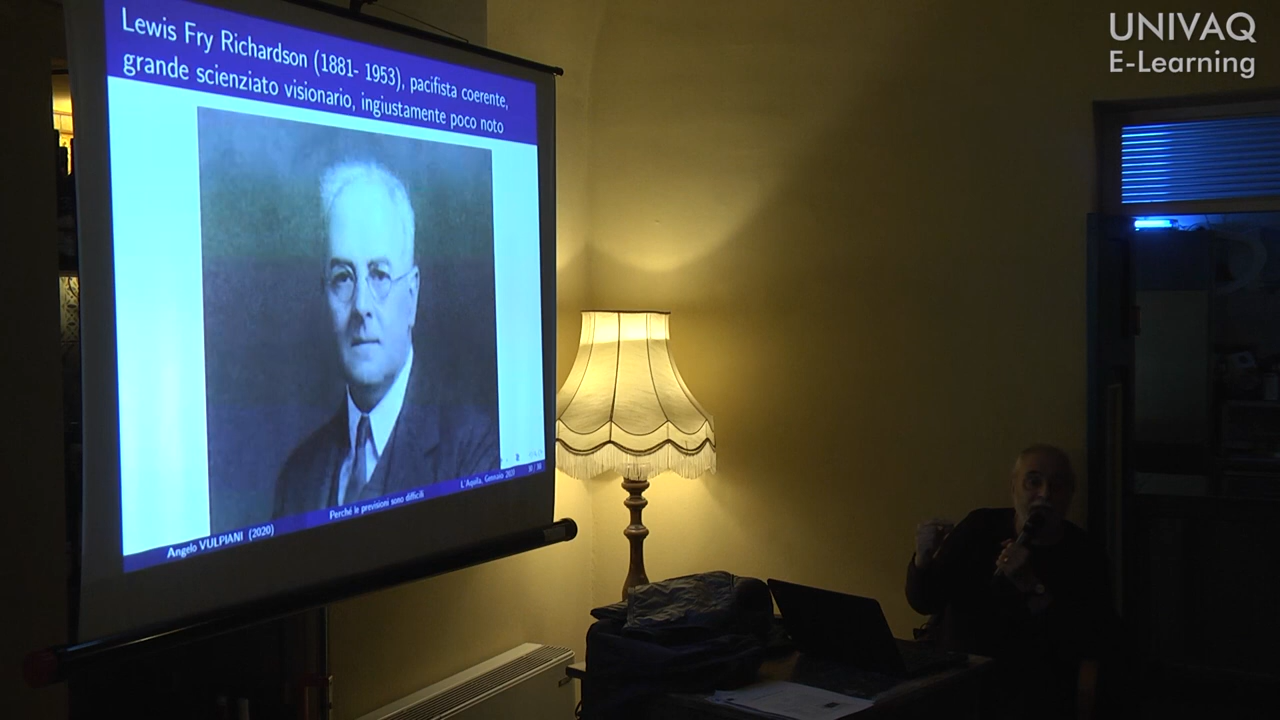 UNIVAQ
E-Learning
Lewis Fry Richardson (1881- 1953), pacifista coerente,
grande scienziato visionario, ingiustamente poco noto
Angelo VULPIANI (2020)
Perché le previsioni sono difficili
L'Aquila, Gennaio